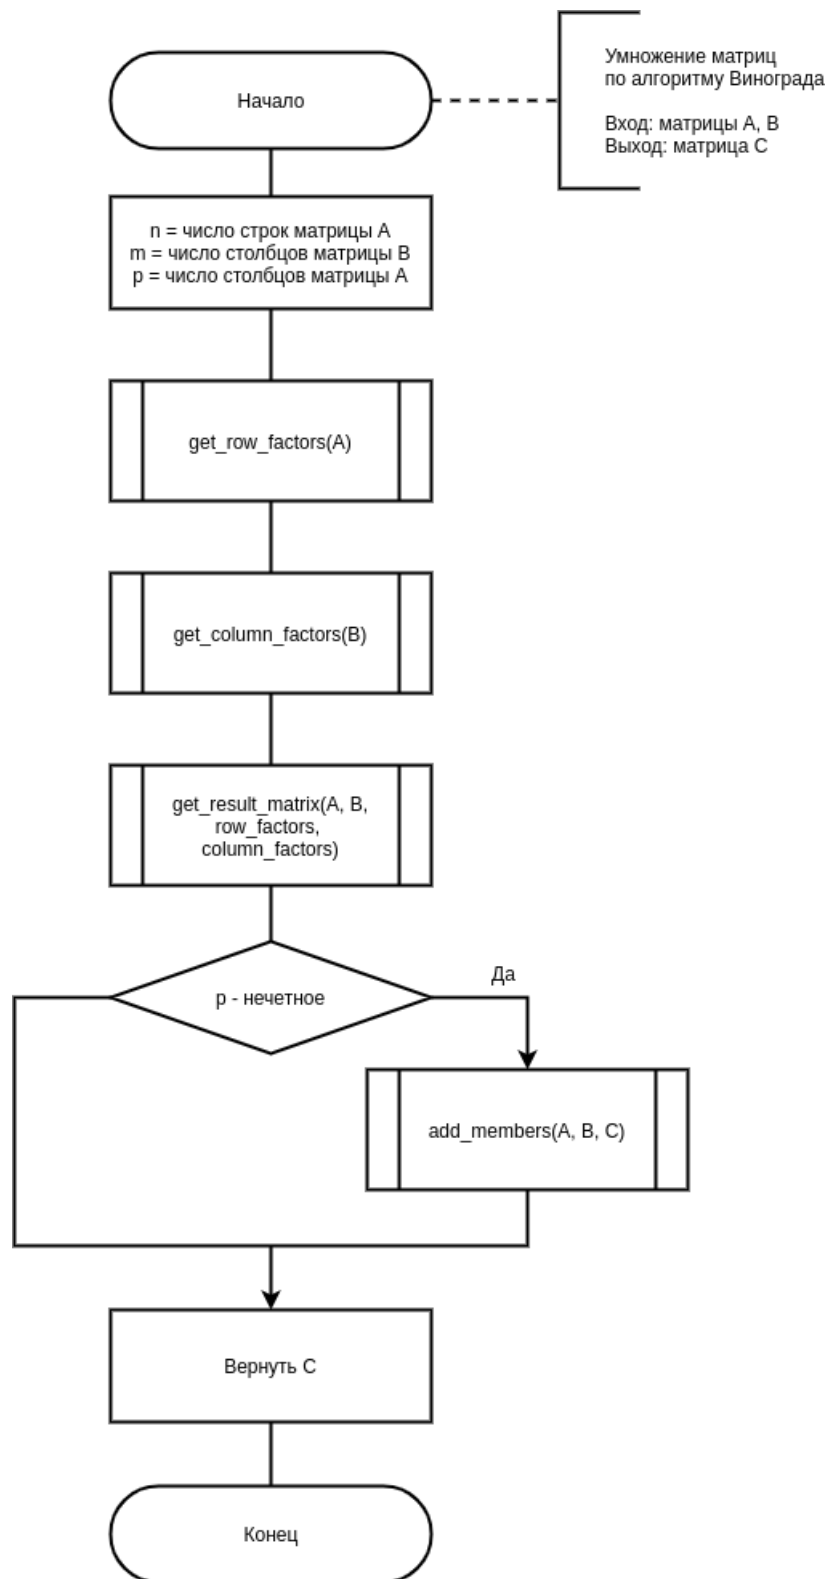 Начало
Умножение матриц
по алгоритму Винограда
Вход: матрицы A, B
Выход: матрица C
n = число строк матрицы A
m = число столбцов матрицы B
p = число столбцов матрицы A
get_row_factors(A)
get_column_factors(B)
get_result_matrix(A, B,
row_factors,
column_factors)
p - нечетное
Да
add_members(A, B, C)
Вернуть C
Конец